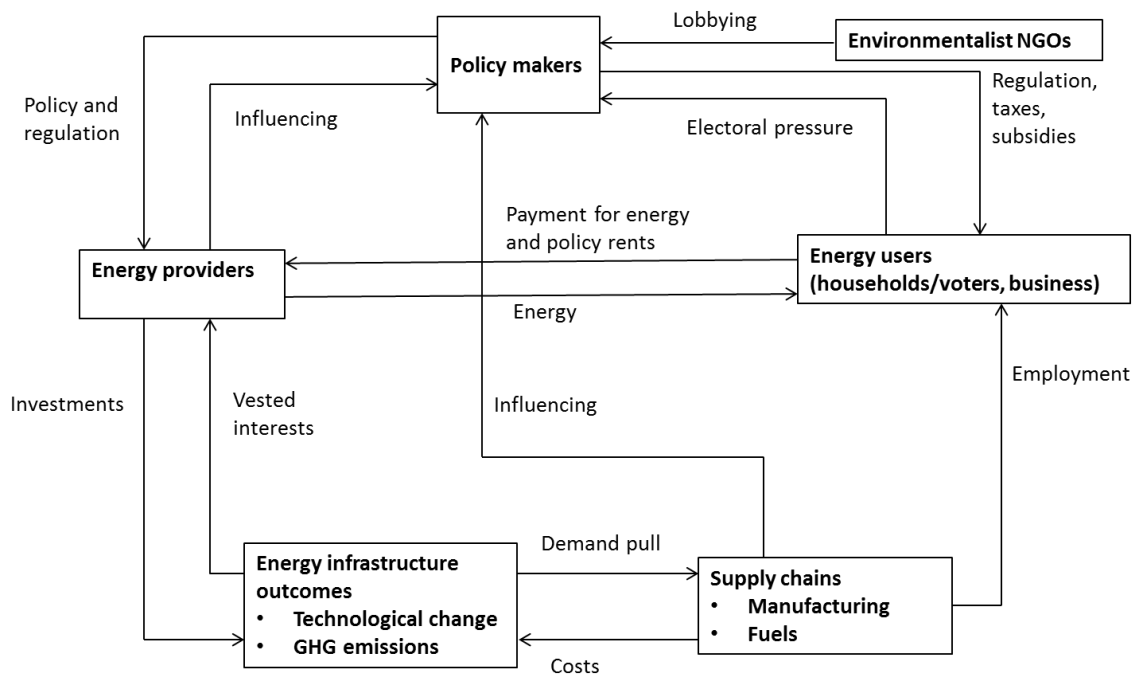 Lobbying
Environmentalist NGOs
Policy makers
Policy and
regulation
Influencing
Electoral pressure
Regulation,
taxes,
subsidies
Payment for energy
and policy rents
Energy providers
Energy users
(households/voters, business)
Energy
Investments
Vested
interests
Influencing
Employment
Energy infrastructure
outcomes
• Technological change
• GHG emissions
Demand pull
Supply chains
• Manufacturing
• Fuels
Costs